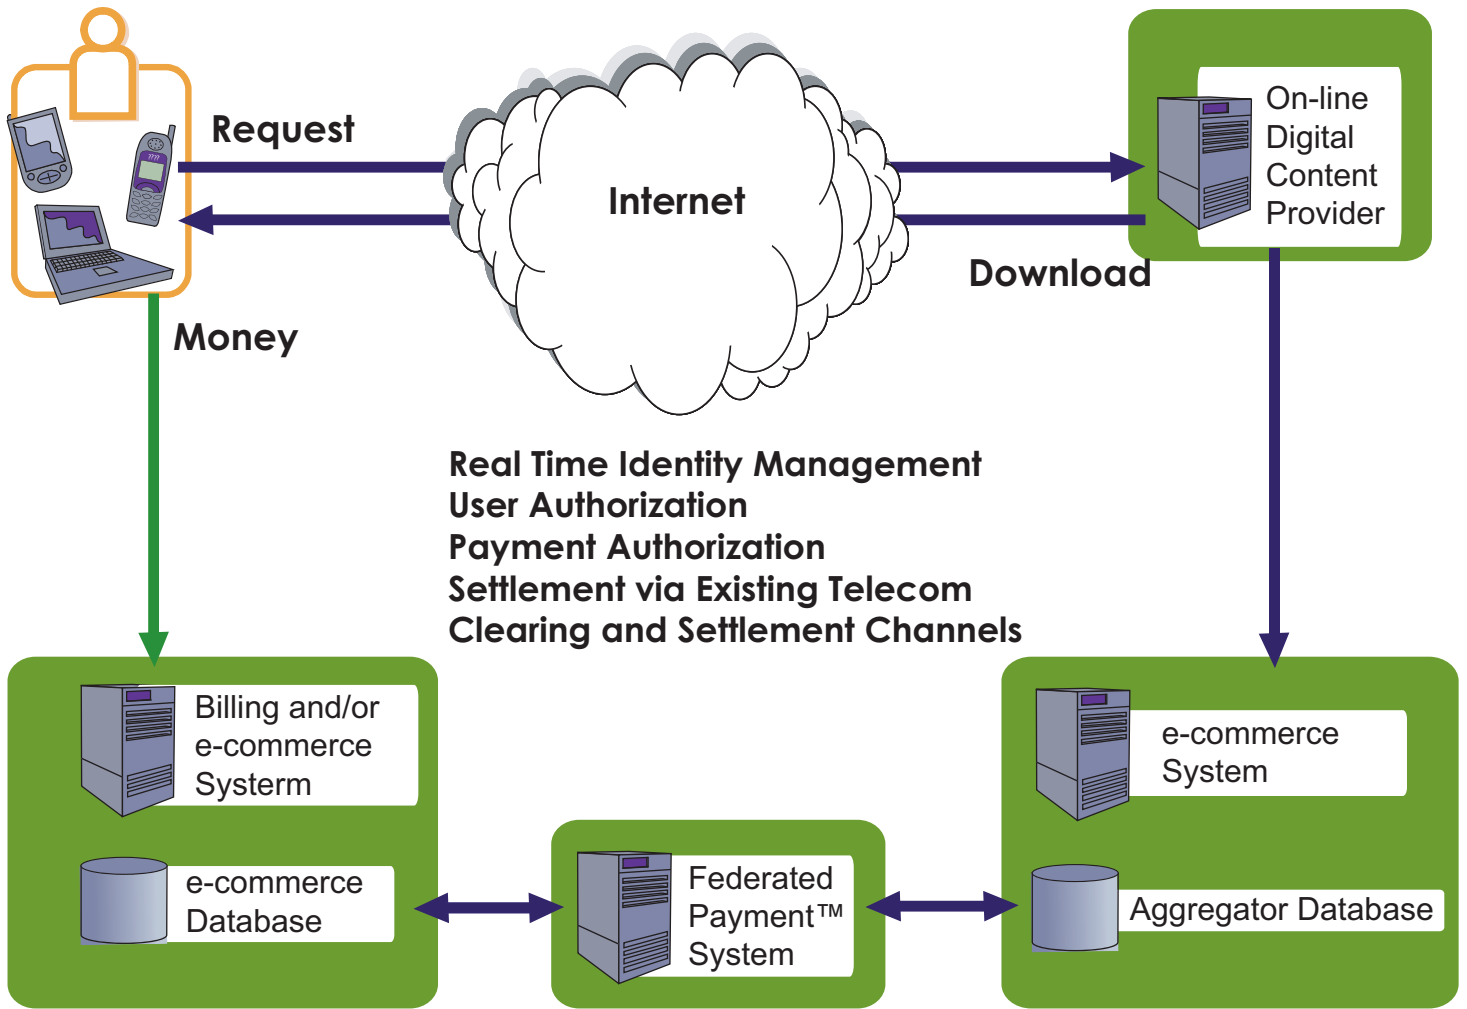 Request
Internet
On-line
Digital
Content
Provider
Download
Money
????
Real Time Identity Management
User Authorization
Payment Authorization
Settlement via Existing Telecom
Clearing and Settlement Channels
Billing and/or
e-commerce
Systerm
e-commerce
Database
Federated
Payment™
System
e-commerce
System
Aggregator Database